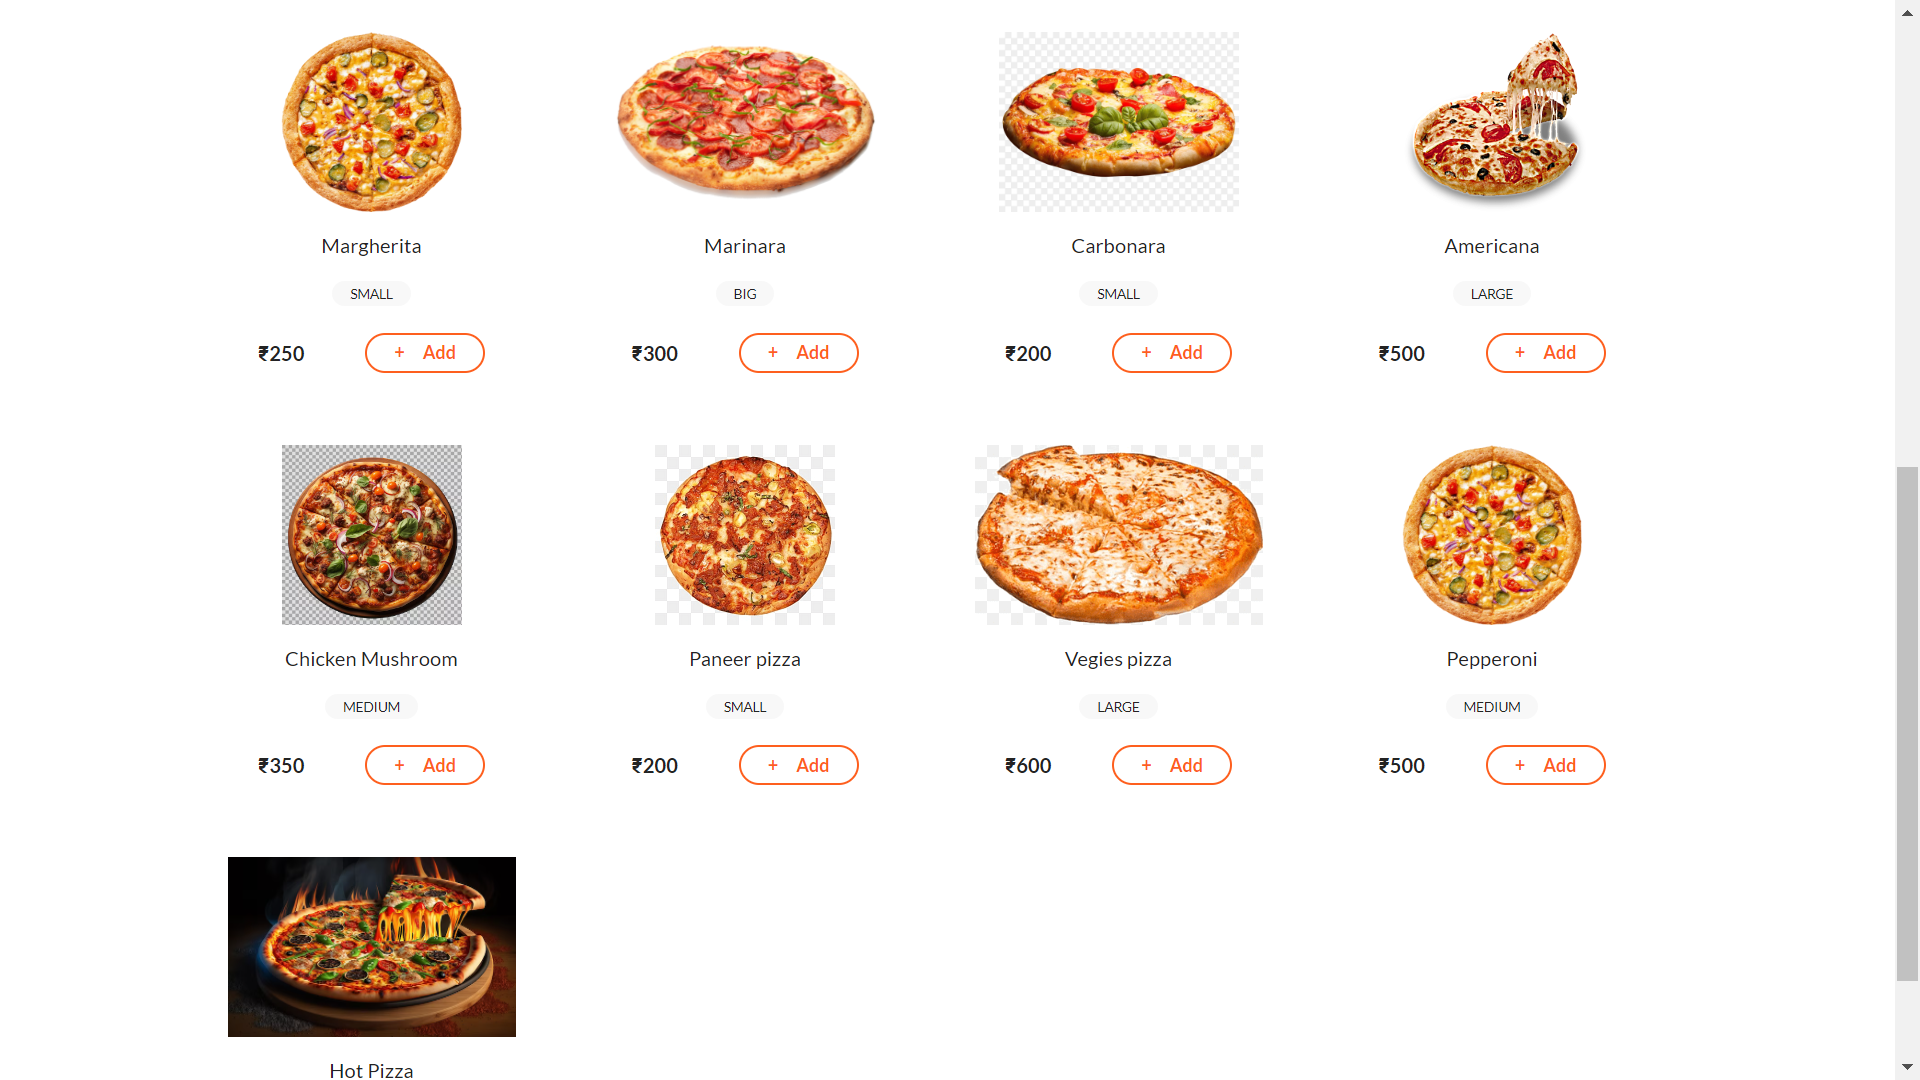 Margherita
Marinara
Carbonara
Americana
SMALL
BIG
SMALL
LARGE
₹250
+ Add
₹300
+ Add
₹200
+ Add
₹500
+ Add
Chicken Mushroom
Paneer pizza
Vegies pizza
Pepperoni
MEDIUM
SMALL
LARGE
MEDIUM
₹350
+ Add
₹200
+ Add
₹600
+ Add
₹500
+ Add
Hot Pizza